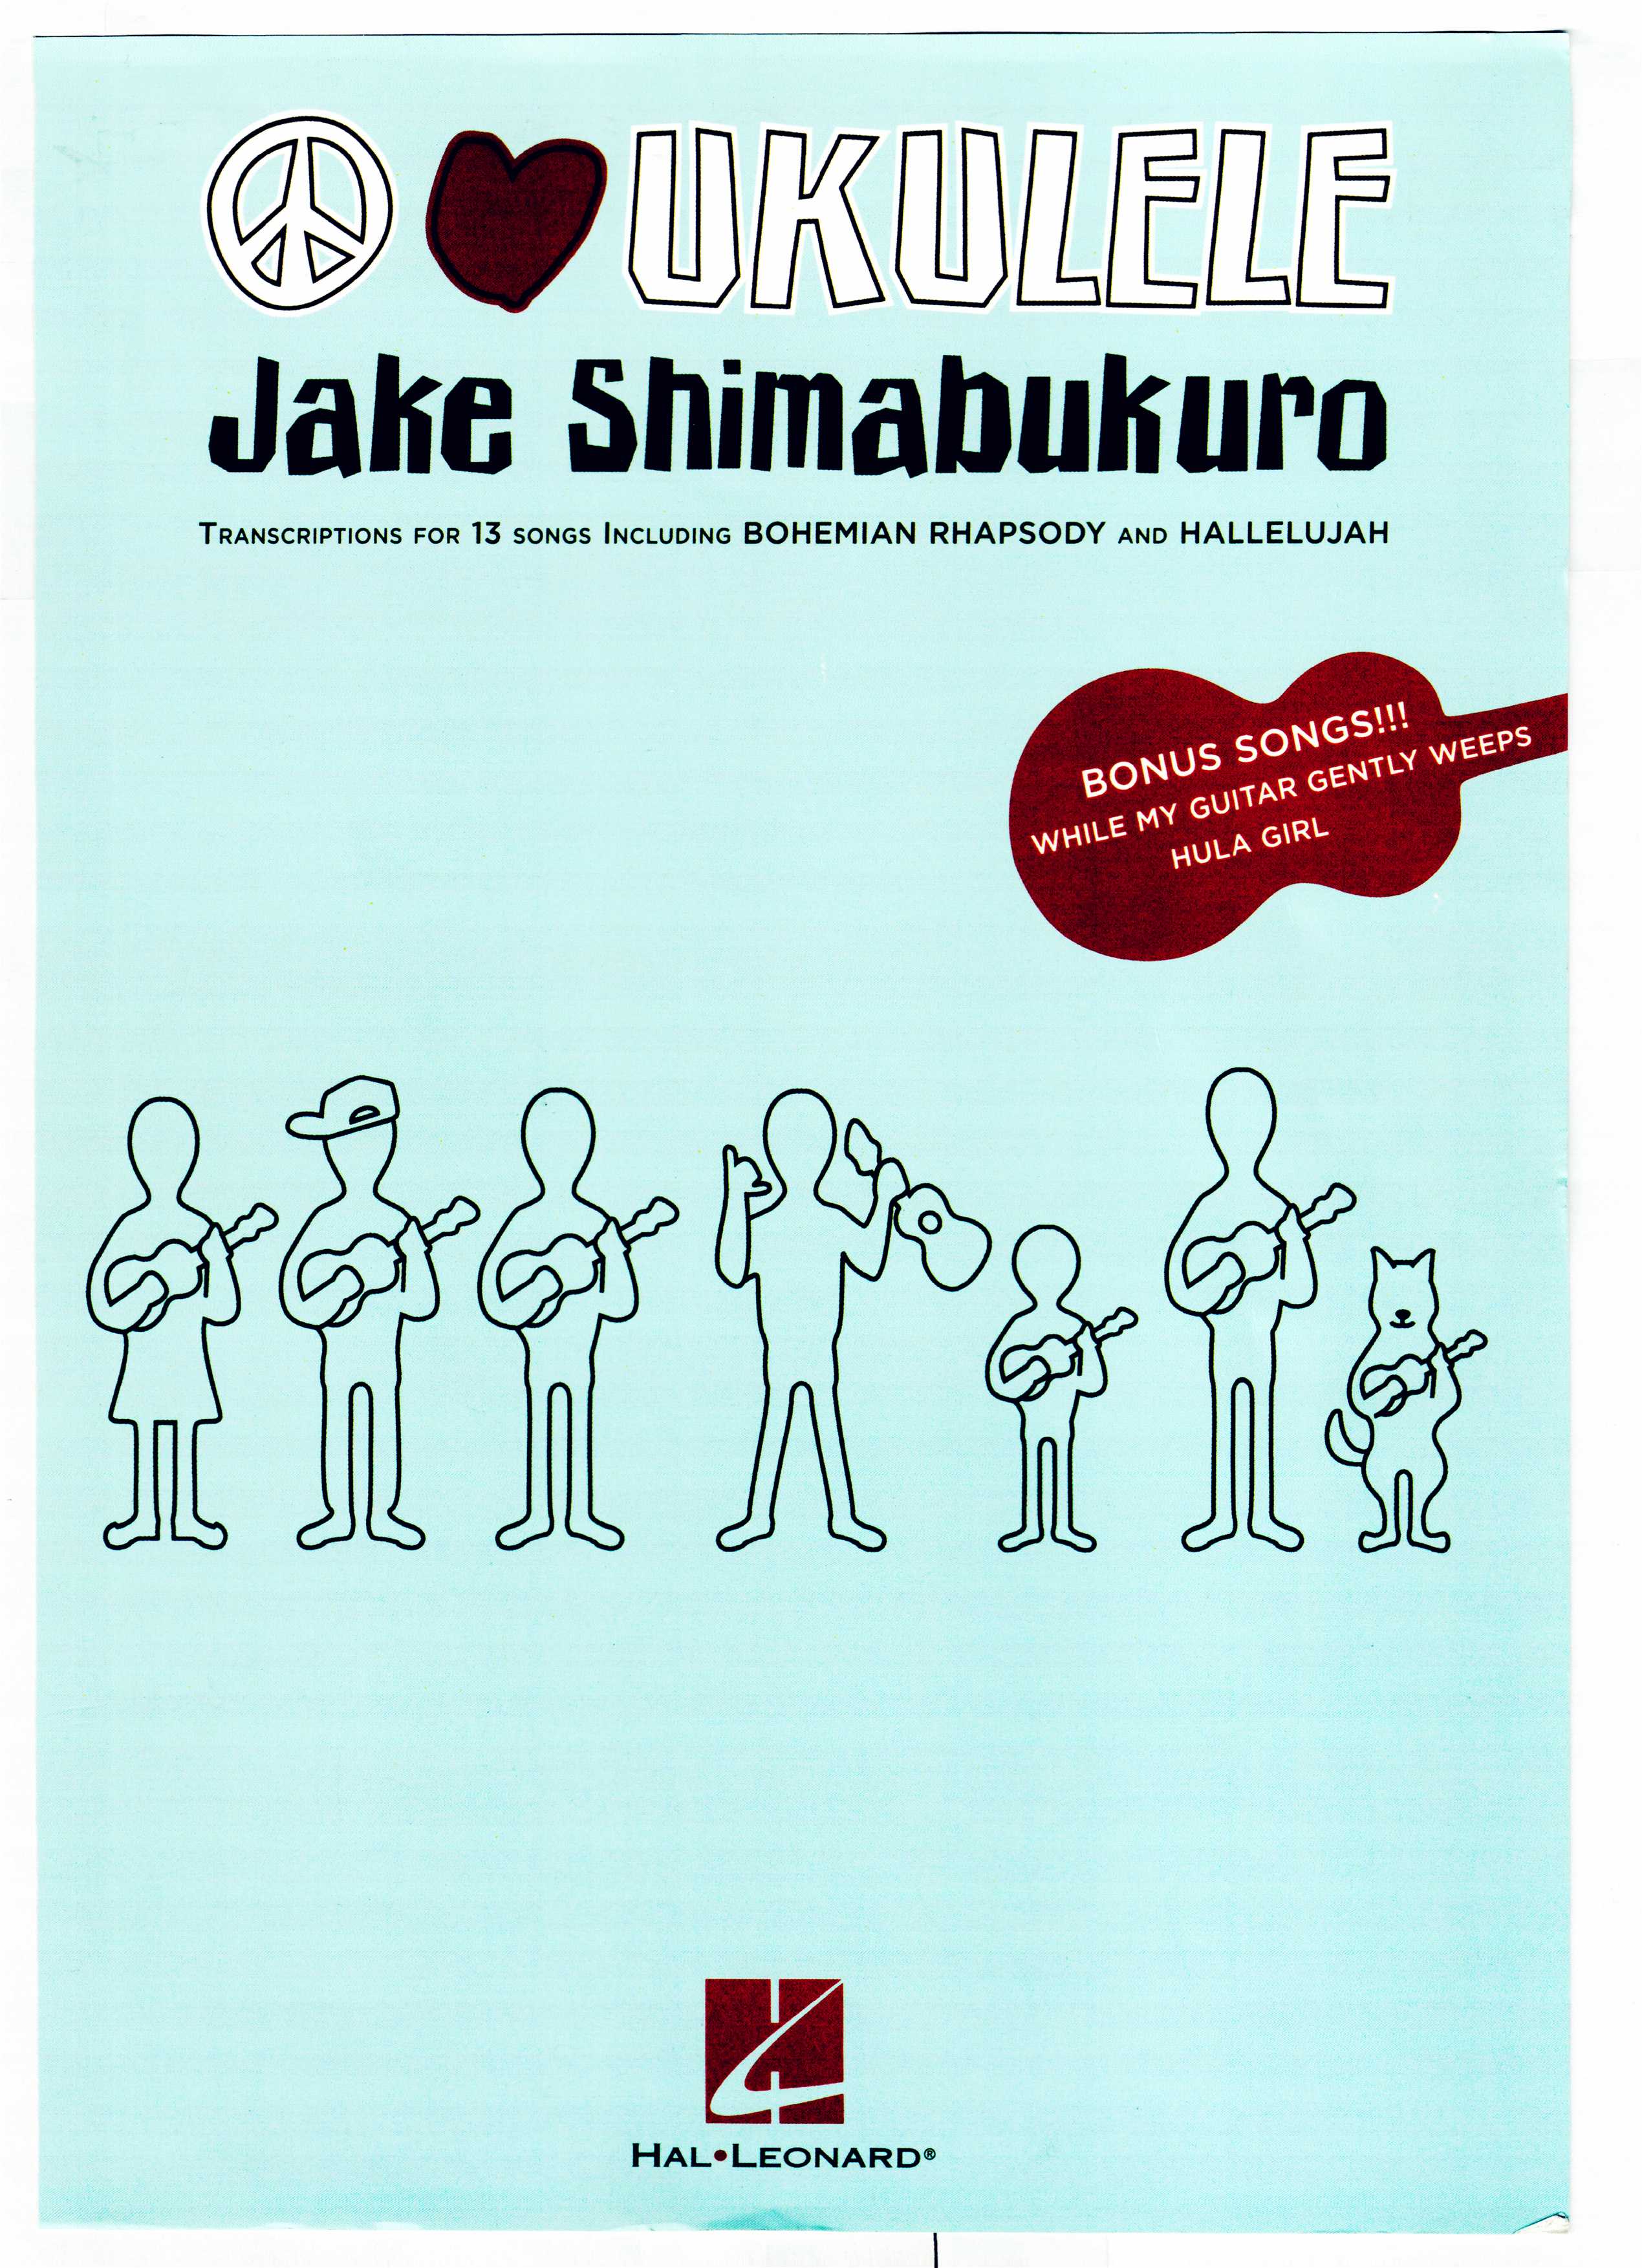 UKULELE
Jake Shimabukuro
TRANSCRIPTIONS FOR 13 SONGS INCLUDING BOHEMIAN RHAPSODY AND HALLELUJAH
BONUS SONGS!!!
WHILE MY GUITAR GENTLY WEEPS
HULA GIRL
HAL•LEONARD®